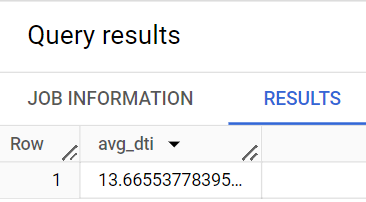 Query results
JOB INFORMATION RESULTS
Row avg_dti
1 13.66553778395...